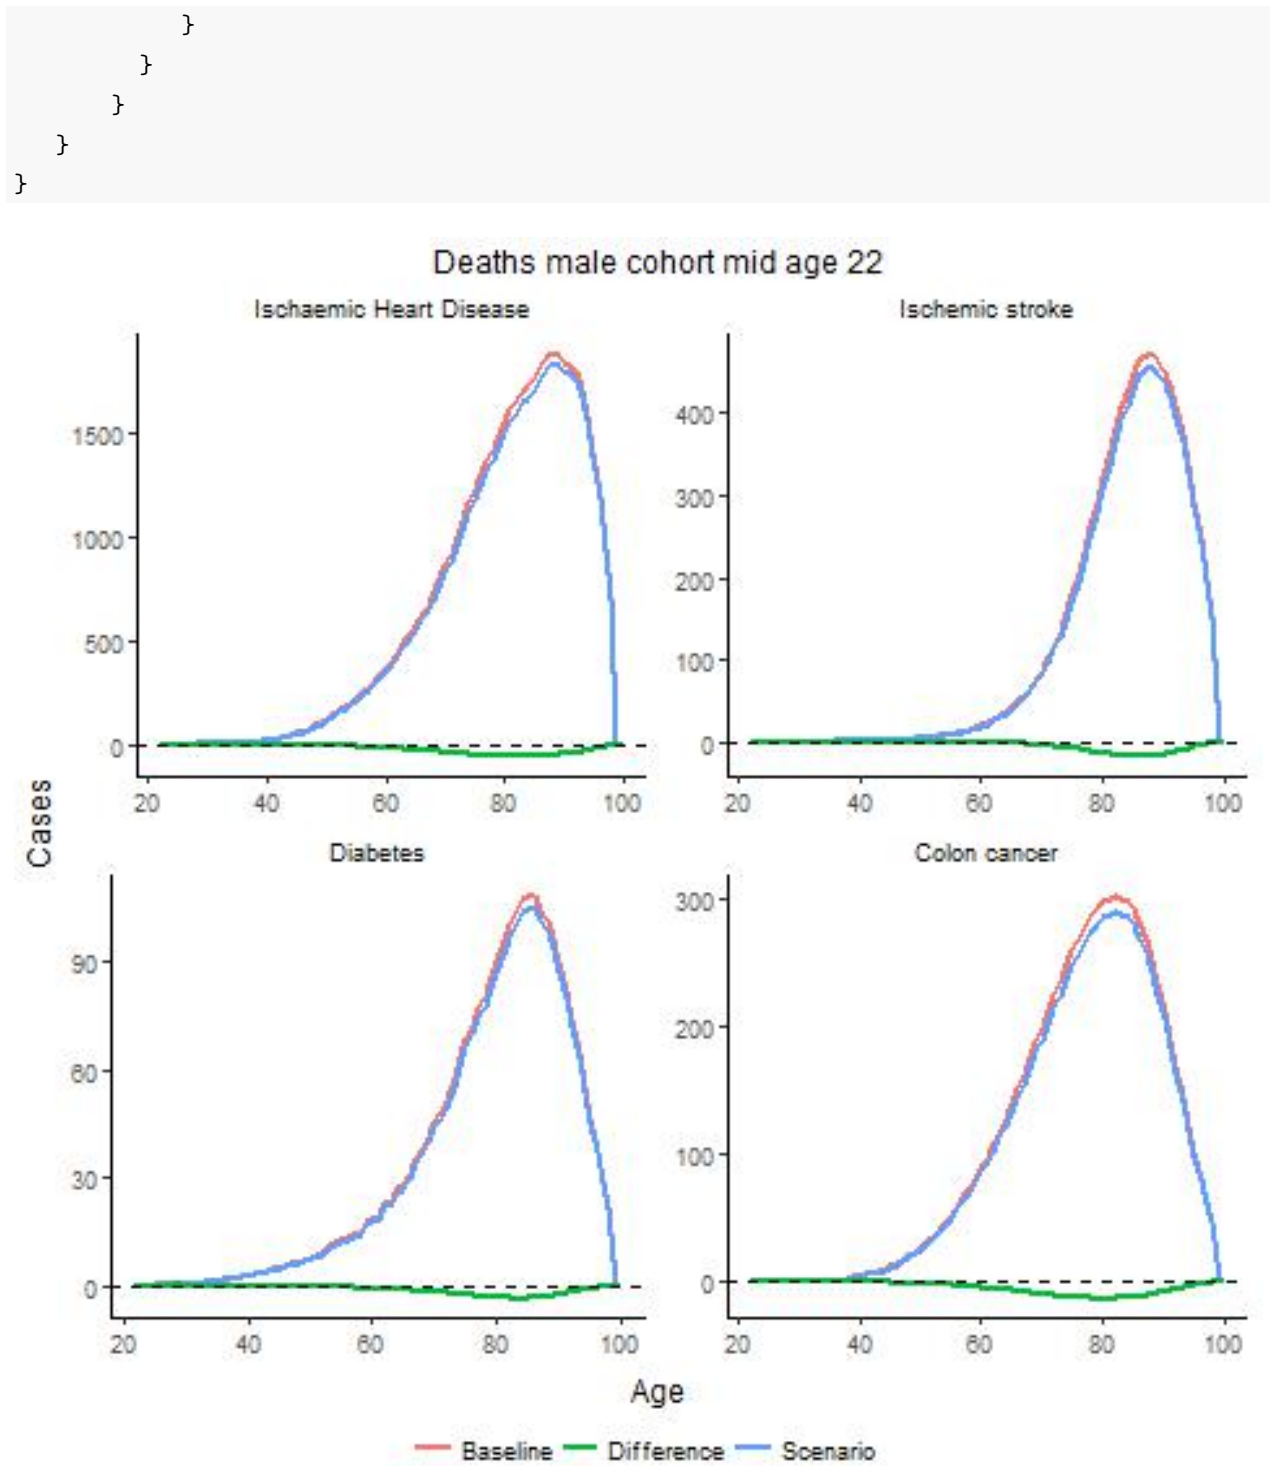 }
}
}
}
}
Deaths male cohort mid age 22
Ischaemic Heart Disease
Ischemic stroke
1500
1000
500
0
20 40 60 80 100
400
300
200
100
0
20 40 60 80 100
Cases
Diabetes
Colon cancer
90
60
30
0
20 40 60 80 100
300
200
100
0
20 40 60 80 100
Age
Baseline Difference Scenario